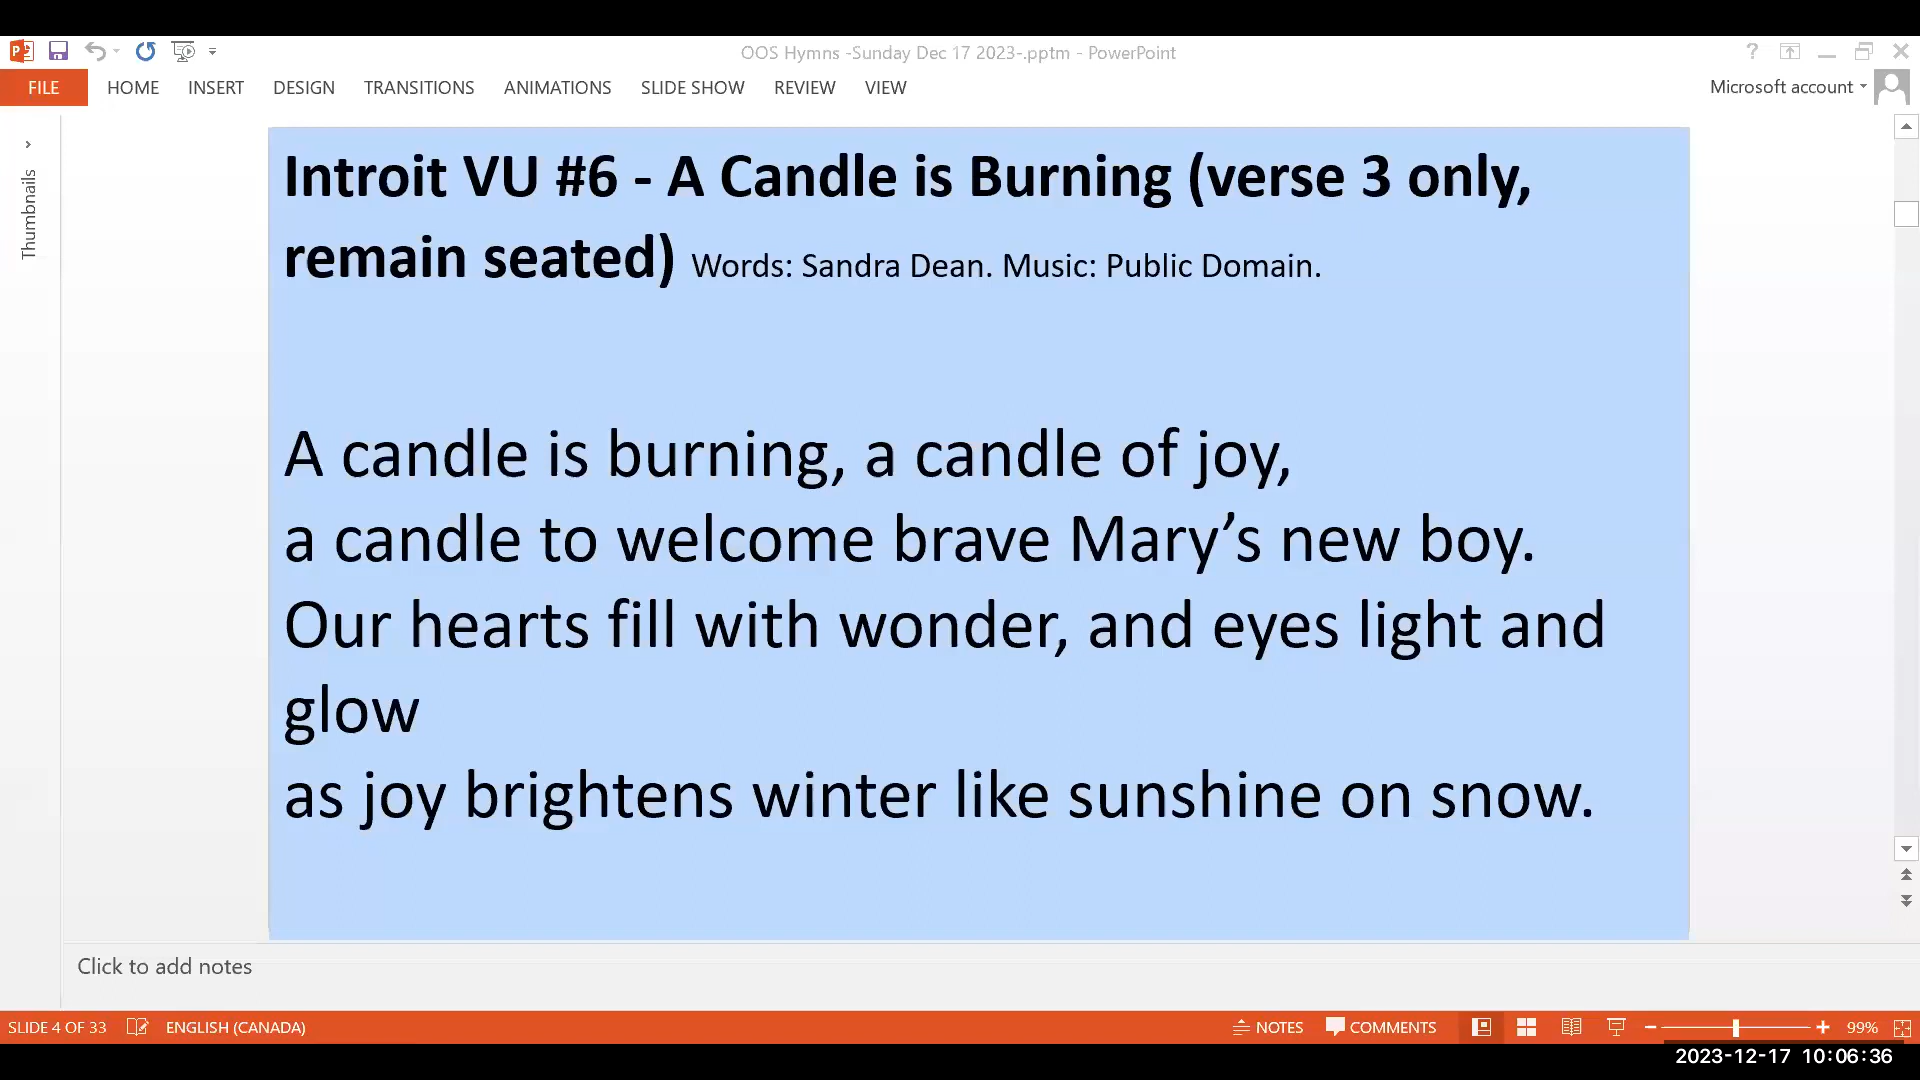 OOS Hymns -Sunday Dec 17 2023-.pptm - PowerPoint
?
FILE HOME INSERT DESIGN TRANSITIONS ANIMATIONS SLIDE SHOW REVIEW VIEW
Microsoft account
Thumbnails
Introit VU #6 - A Candle is Burning (verse 3 only,
remain seated) Words: Sandra Dean. Music: Public Domain.
A candle is burning, a candle of joy,
a candle to welcome brave Mary’s new boy.
Our hearts fill with wonder, and eyes light and
glow
as joy brightens winter like sunshine on snow.
Click to add notes
SLIDE 4 OF 33 ENGLISH (CANADA) NOTES COMMENTS 99%
2023-12-17 10:06:36